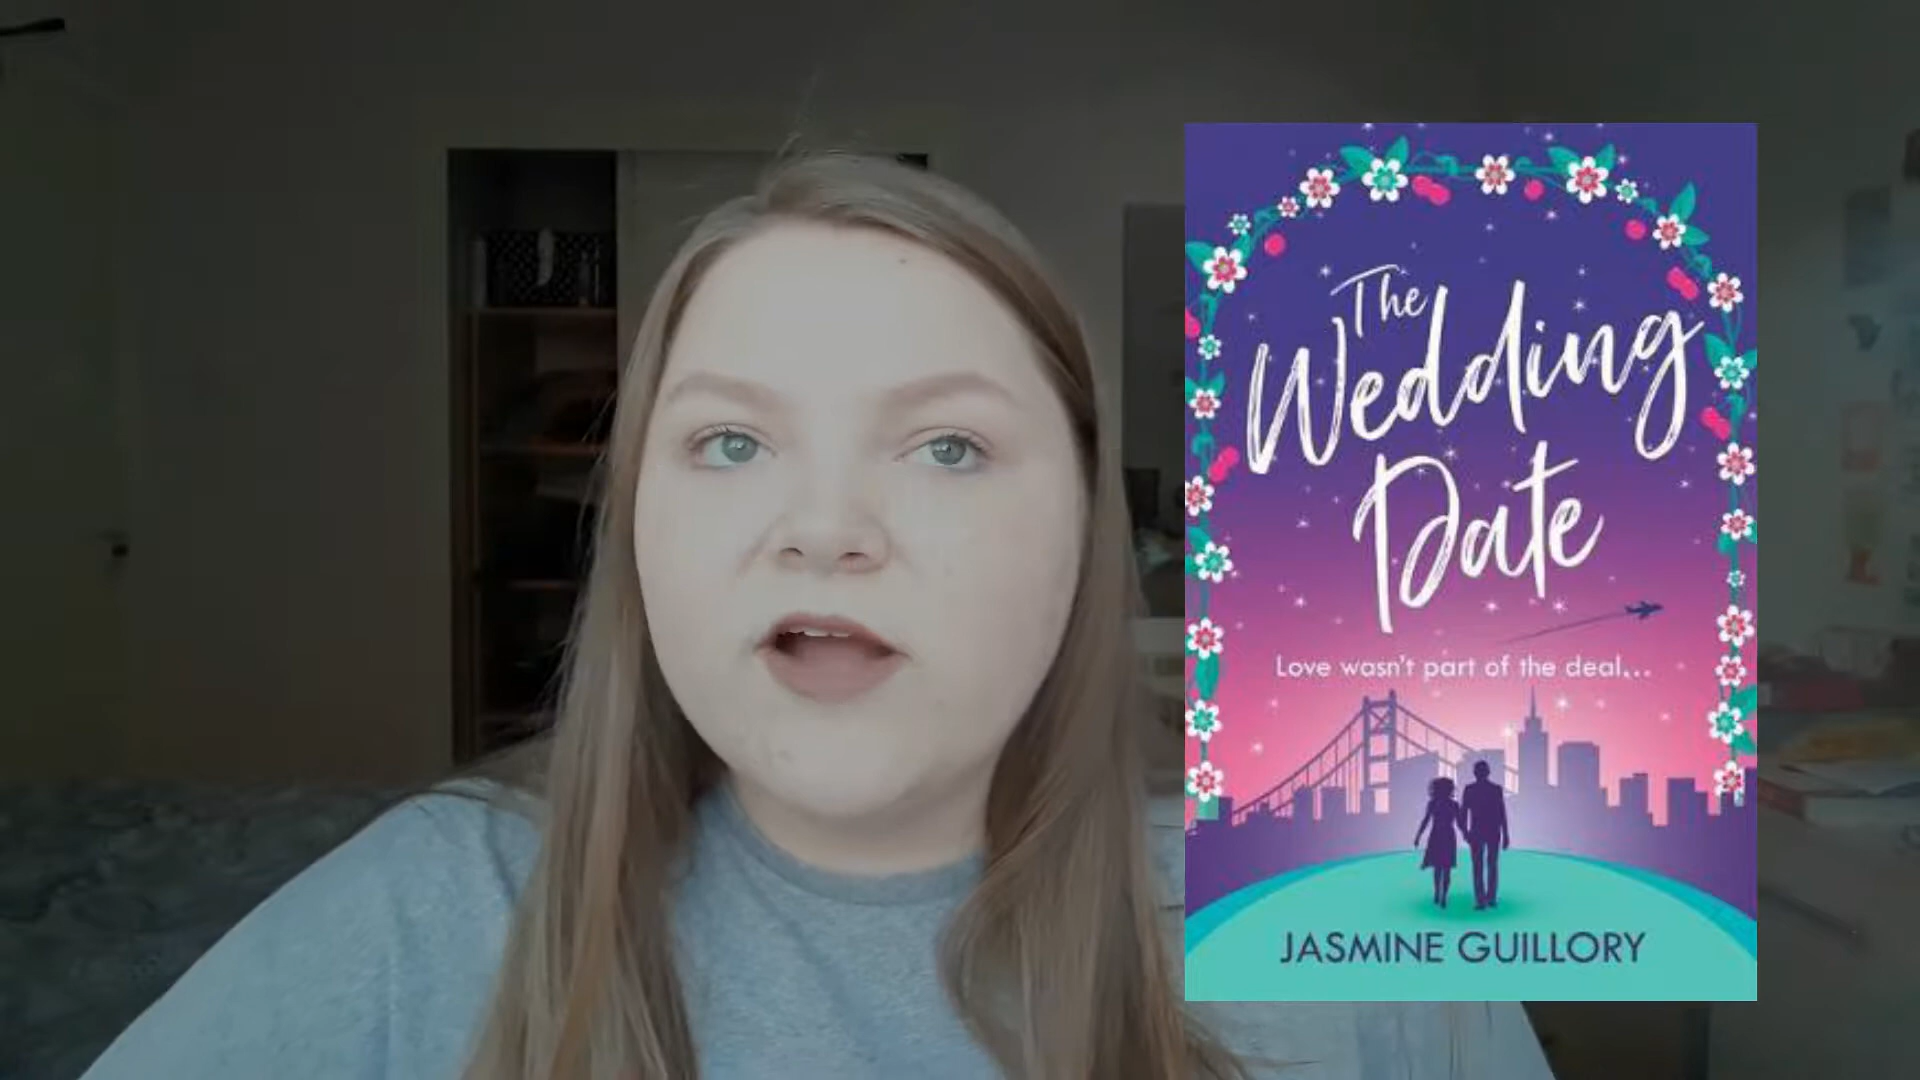 The
Wedding
Date
Love wasn't part of the deal...
JASMINE GUILLORY